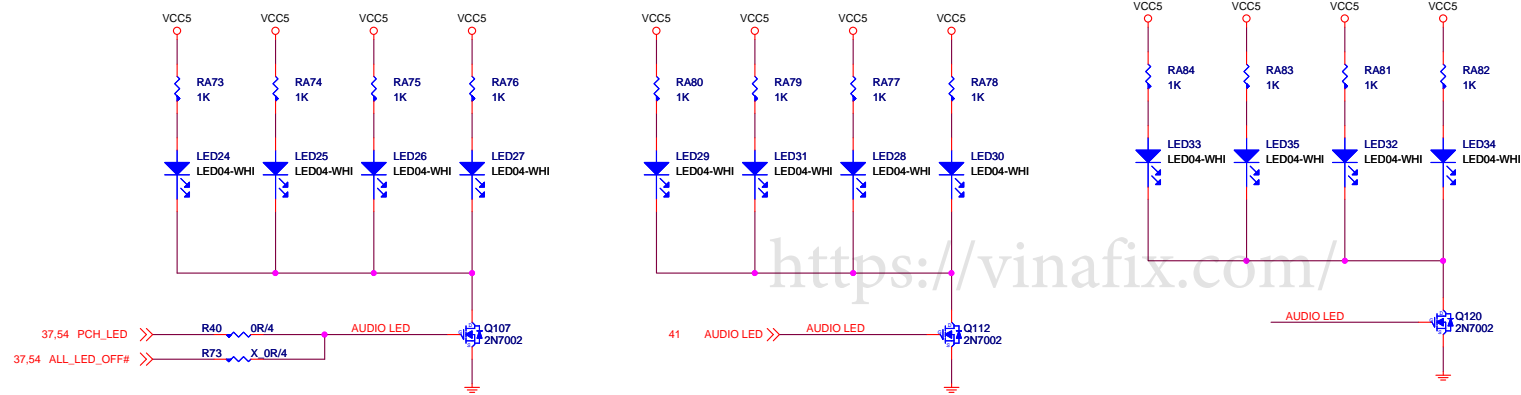 VCC5 VCC5 VCC5 VCC5 VCC5 VCC5 VCC5 VCC5 VCC5 VCC5 VCC5 VCC5
RA73 RA74 RA75 RA76 RA80 RA79 RA77 RA78 RA84 RA83 RA81 RA82
1K 1K 1K 1K 1K 1K 1K 1K 1K 1K 1K 1K
LED24 LED25 LED26 LED27 LED29 LED31 LED28 LED30 LED33 LED35 LED32 LED34
LED04-WHI LED04-WHI LED04-WHI LED04-WHI LED04-WHI LED04-WHI LED04-WHI LED04-WHI LED04-WHI LED04-WHI LED04-WHI LED04-WHI
https://vinafix.com/
37,54 PCH_LED R40 0R/4 AUDIO LED Q107
2N7002
37,54 ALL_LED_OFF# R73 X_0R/4
41 AUDIO LED AUDIO LED Q112
2N7002
AUDIO LED Q120
2N7002